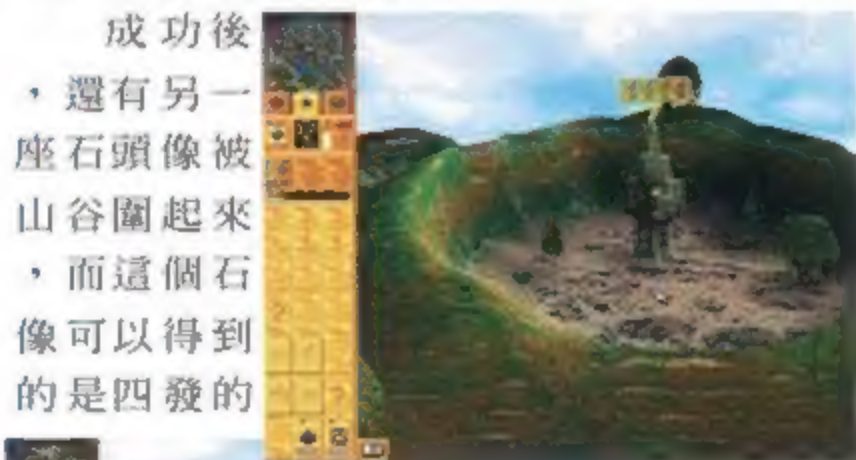 成功後
，還有另一
座石頭像被
山谷圍起來
，而這個石
像可以得到
的是四發的